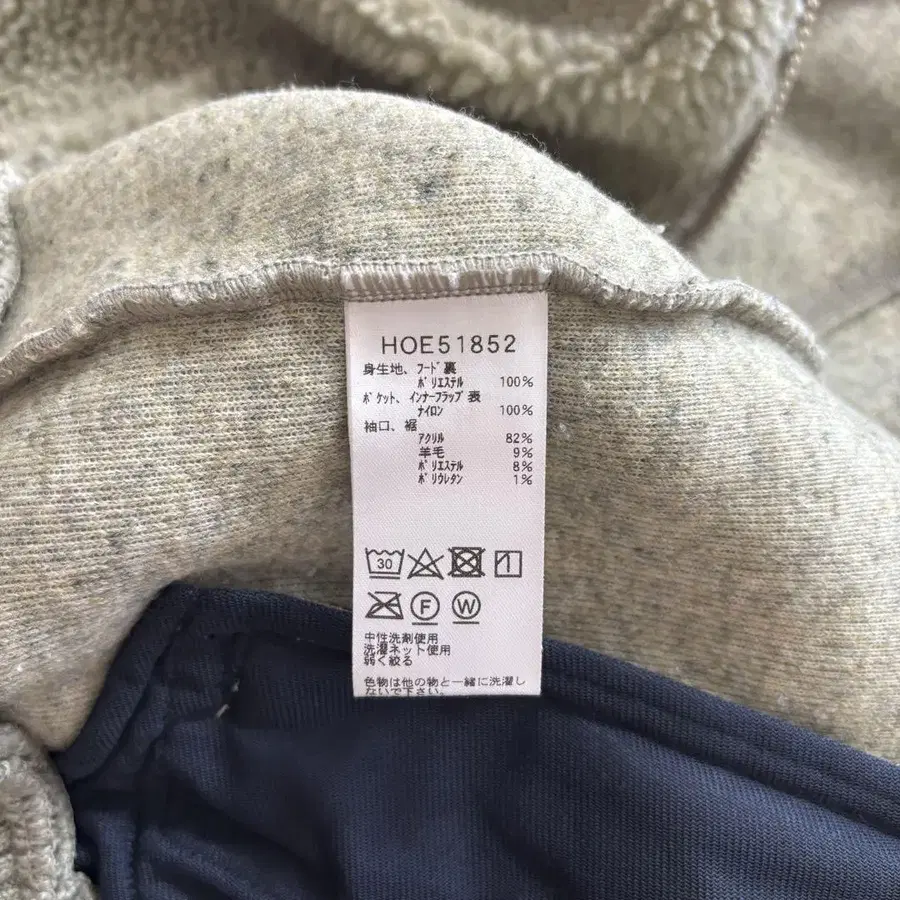 HOE51852
身生地、フード裏
ポリエステル 100%
ポケット、インナーフラップ表
ナイロン 100%
袖口、裾
アクリル 82%
羊毛 9%
ポリエステル 8%
ポリウレタン 1%
30
F W
中性洗剤使用
洗濯ネット使用
弱く絞る
色物は他の物と一緒に洗濯し
ないで下さい。